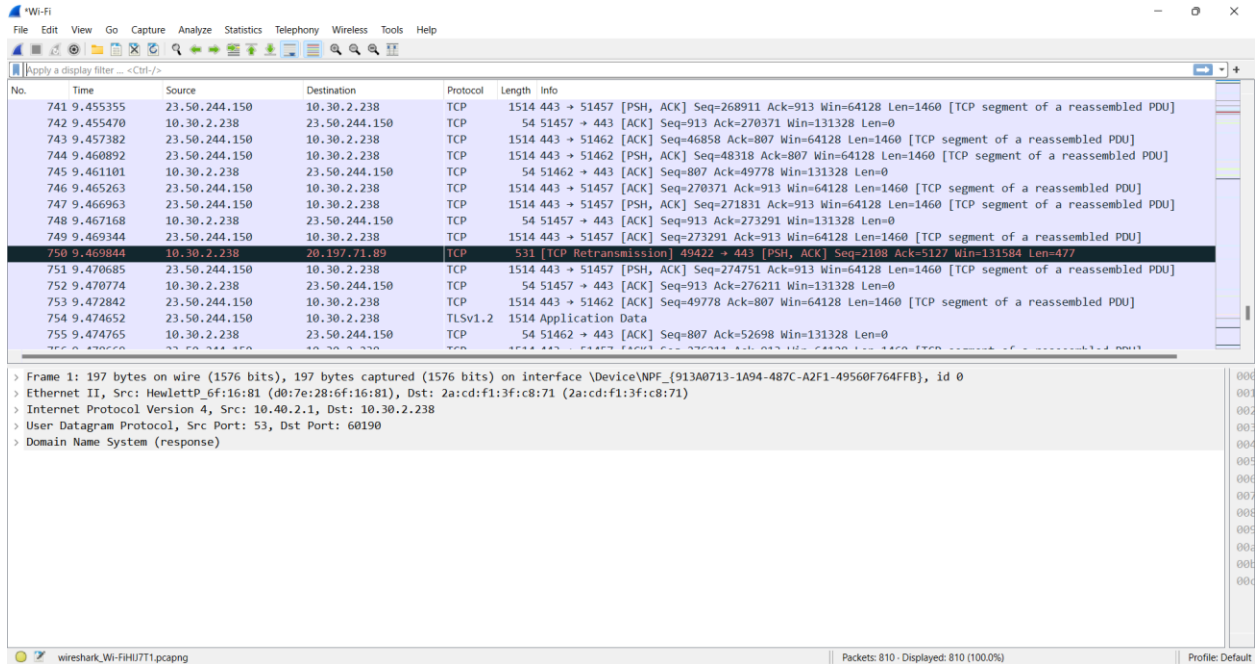 *Wi-Fi
File Edit View Go Capture Analyze Statistics Telephony Wireless Tools Help
Apply a display filter ... <Ctrl-/>
No. Time Source Destination Protocol Length Info
741 9.455355 23.50.244.150 10.30.2.238 TCP 1514 443 → 51457 [PSH, ACK] Seq=268911 Ack=913 Win=64128 Len=1460 [TCP segment of a reassembled PDU]
742 9.455470 10.30.2.238 23.50.244.150 TCP 54 51457 → 443 [ACK] Seq=913 Ack=270371 Win=131328 Len=0
743 9.457382 23.50.244.150 10.30.2.238 TCP 1514 443 → 51462 [ACK] Seq=46858 Ack=807 Win=64128 Len=1460 [TCP segment of a reassembled PDU]
744 9.460892 23.50.244.150 10.30.2.238 TCP 1514 443 → 51462 [PSH, ACK] Seq=48318 Ack=807 Win=64128 Len=1460 [TCP segment of a reassembled PDU]
745 9.461101 10.30.2.238 23.50.244.150 TCP 54 51462 → 443 [ACK] Seq=807 Ack=49778 Win=131328 Len=0
746 9.465263 23.50.244.150 10.30.2.238 TCP 1514 443 → 51457 [ACK] Seq=270371 Ack=913 Win=64128 Len=1460 [TCP segment of a reassembled PDU]
747 9.466963 23.50.244.150 10.30.2.238 TCP 1514 443 → 51457 [PSH, ACK] Seq=271831 Ack=913 Win=64128 Len=1460 [TCP segment of a reassembled PDU]
748 9.467168 10.30.2.238 23.50.244.150 TCP 54 51457 → 443 [ACK] Seq=913 Ack=273291 Win=131328 Len=0
749 9.469344 23.50.244.150 10.30.2.238 TCP 1514 443 → 51457 [ACK] Seq=273291 Ack=913 Win=64128 Len=1460 [TCP segment of a reassembled PDU]
750 9.469844 10.30.2.238 20.197.71.89 TCP 531 [TCP Retransmission] 49422 → 443 [PSH, ACK] Seq=2108 Ack=5127 Win=131584 Len=477
751 9.470685 23.50.244.150 10.30.2.238 TCP 1514 443 → 51457 [PSH, ACK] Seq=274751 Ack=913 Win=64128 Len=1460 [TCP segment of a reassembled PDU]
752 9.470774 10.30.2.238 23.50.244.150 TCP 54 51457 → 443 [ACK] Seq=913 Ack=276211 Win=131328 Len=0
753 9.472842 23.50.244.150 10.30.2.238 TCP 1514 443 → 51462 [ACK] Seq=49778 Ack=807 Win=64128 Len=1460 [TCP segment of a reassembled PDU]
754 9.474652 23.50.244.150 10.30.2.238 TLSv1.2 1514 Application Data
755 9.474765 10.30.2.238 23.50.244.150 TCP 54 51462 → 443 [ACK] Seq=807 Ack=52698 Win=131328 Len=0
> Frame 1: 197 bytes on wire (1576 bits), 197 bytes captured (1576 bits) on interface \Device\NPF_{913A0713-1A94-487C-A2F1-49560F764FFB}, id 0
> Ethernet II, Src: HewlettP_6f:16:81 (d0:7e:28:6f:16:81), Dst: 2a:cd:f1:3f:c8:71 (2a:cd:f1:3f:c8:71)
> Internet Protocol Version 4, Src: 10.40.2.1, Dst: 10.30.2.238
> User Datagram Protocol, Src Port: 53, Dst Port: 60190
> Domain Name System (response)
wireshark_Wi-FiHIJ7T1.pcapng Packets: 810 · Displayed: 810 (100.0%) Profile: Default